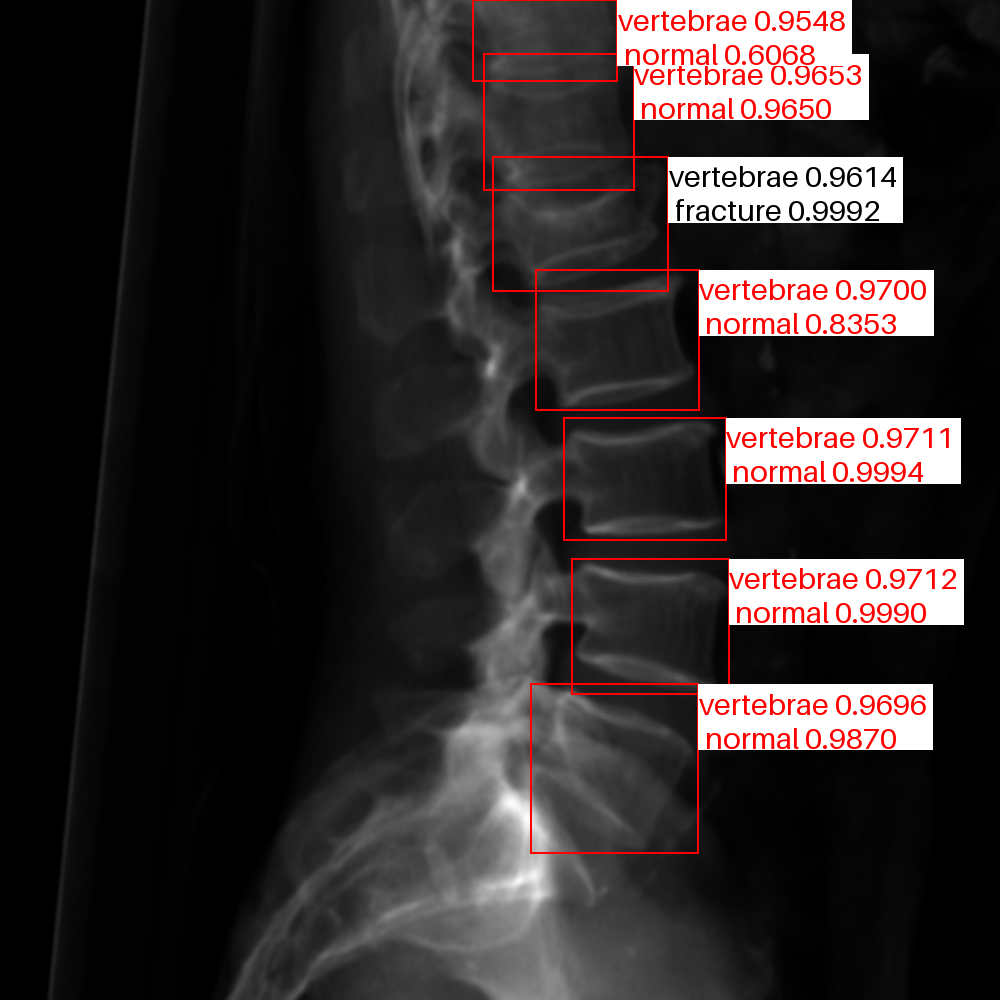 vertebrae 0.9548
normal 0.6068
vertebrae 0.9653
normal 0.9650
vertebrae 0.9614
fracture 0.9992
vertebrae 0.9700
normal 0.8353
vertebrae 0.9711
normal 0.9994
vertebrae 0.9712
normal 0.9990
vertebrae 0.9696
normal 0.9870